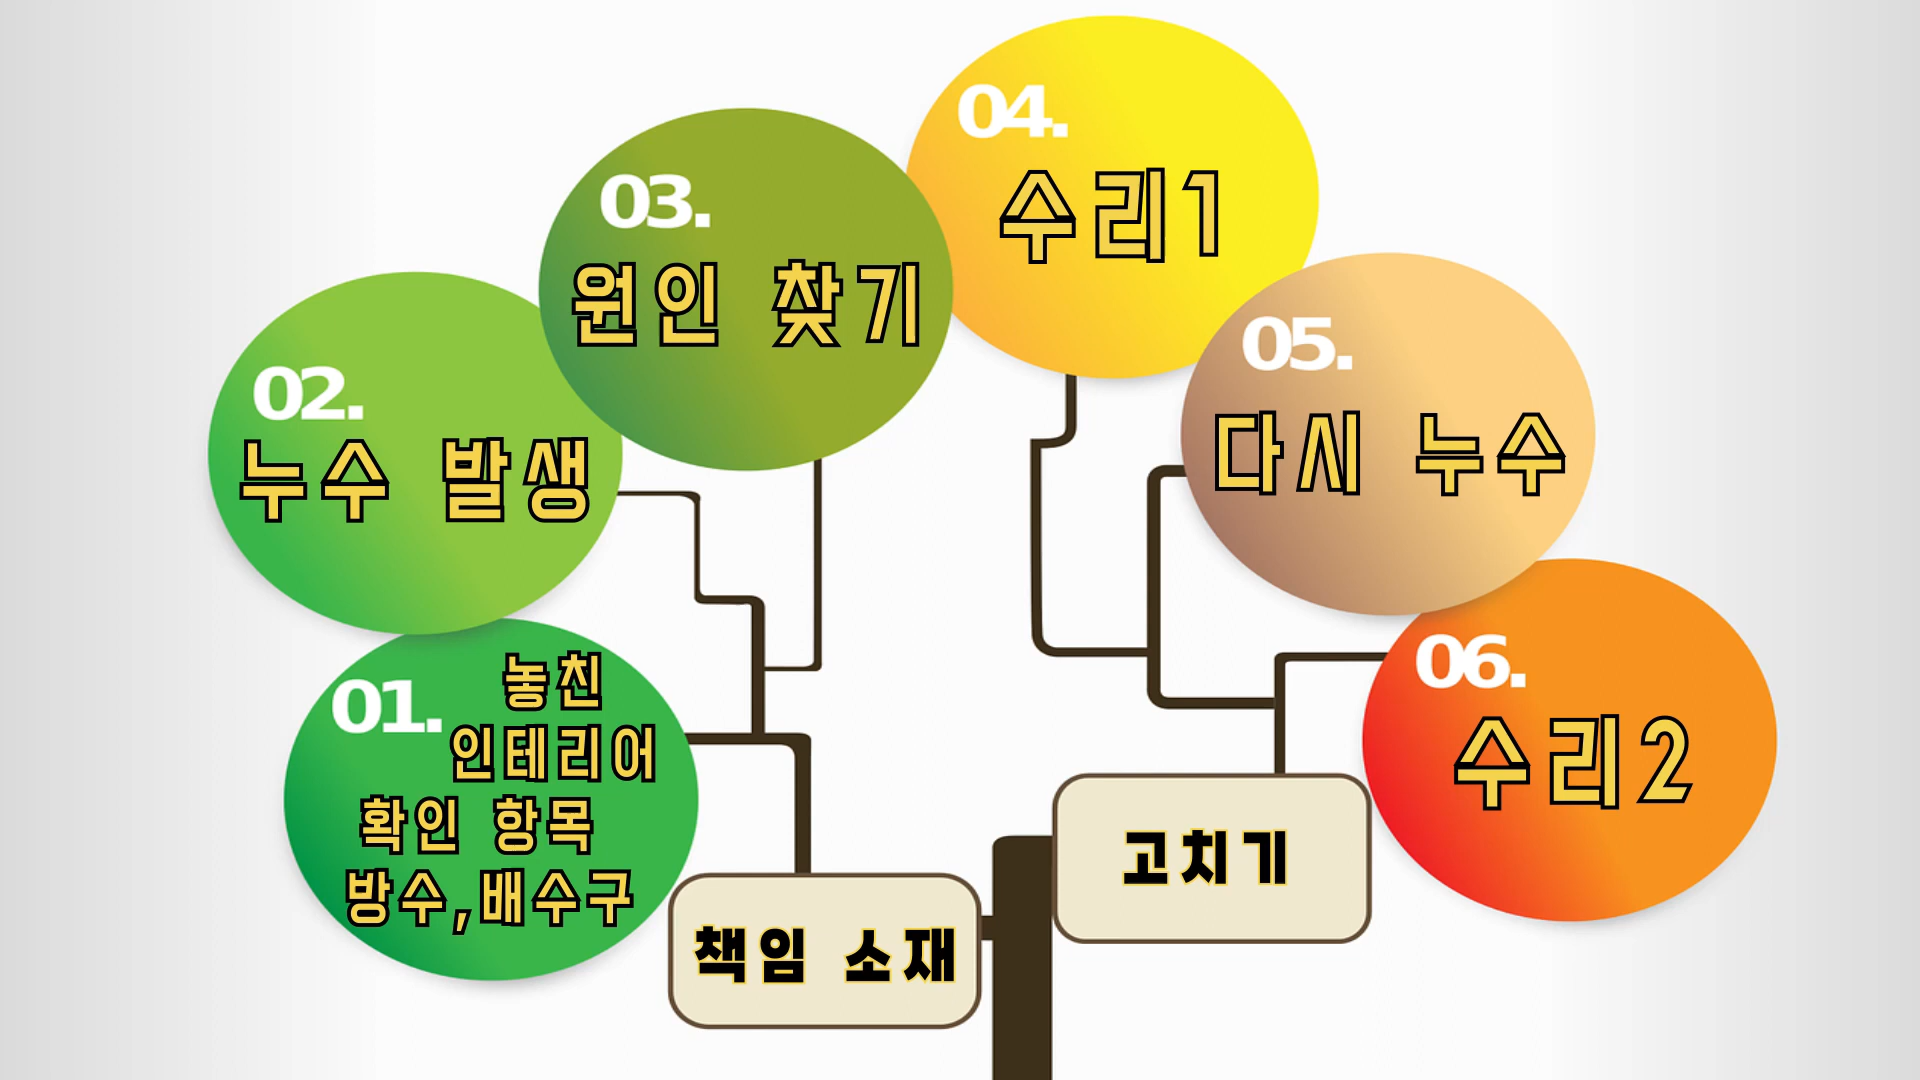 01.
놓친
인테리어
확인 항목
방수,배수구
02.
누수 발생
03.
원인 찾기
04.
수리1
05.
다시 누수
06.
수리2
책임 소재
고치기